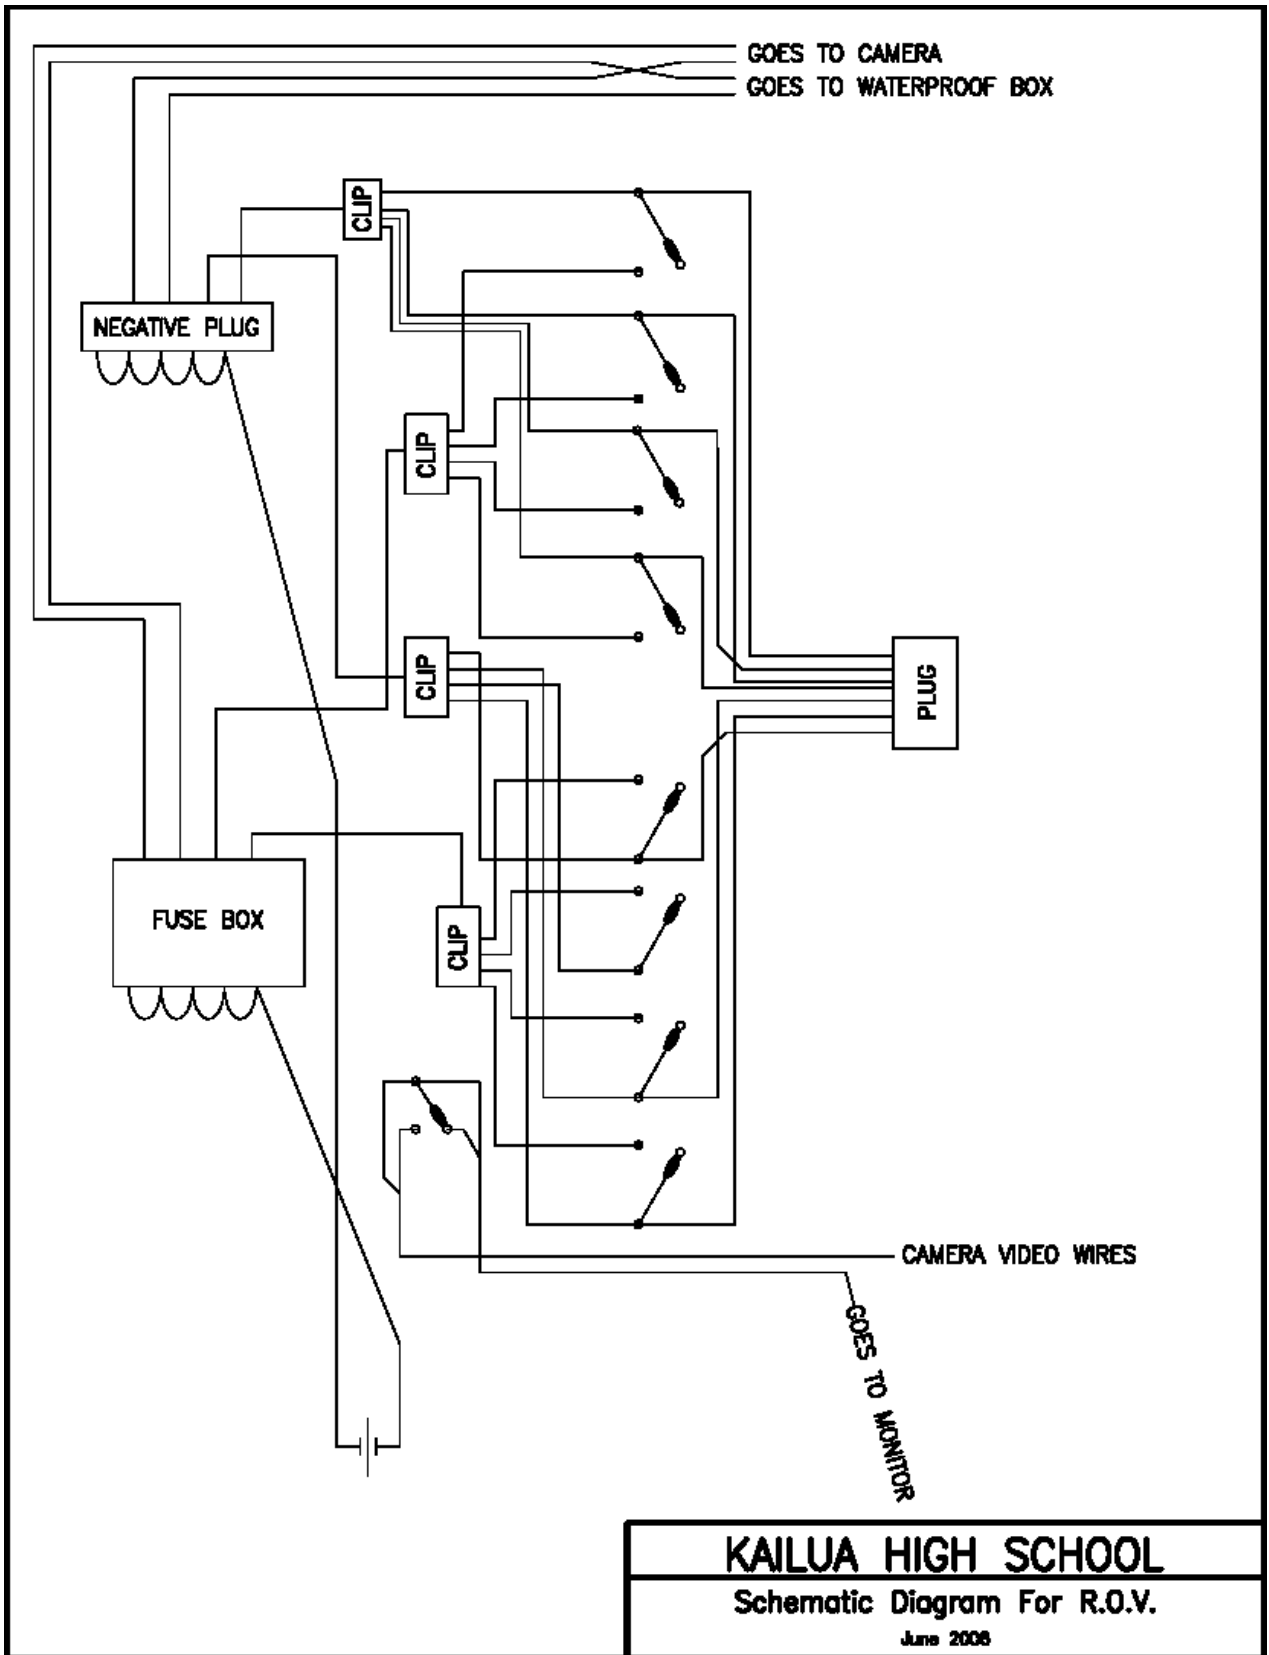 GOES TO CAMERA
GOES TO WATERPROOF BOX
CLIP
NEGATIVE PLUG
CLIP
CLIP
PLUG
FUSE BOX
CLIP
CAMERA VIDEO WIRES
GOES TO MONITOR
KAILUA HIGH SCHOOL
Schematic Diagram For R.O.V.
June